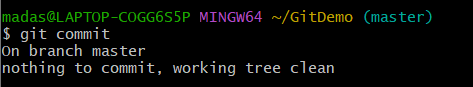 madas@LAPTOP-COGG6S5P MINGW64 ~/GitDemo (master)
$ git commit
On branch master
nothing to commit, working tree clean